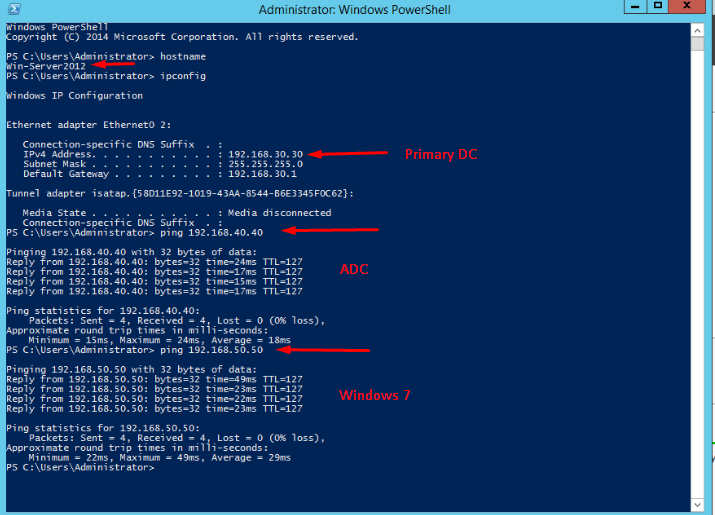 Administrator: Windows PowerShell
Windows PowerShell
Copyright (C) 2014 Microsoft Corporation. All rights reserved.
PS C:\Users\Administrator> hostname
Win-Server2012
PS C:\Users\Administrator> ipconfig
Windows IP Configuration
Ethernet adapter Ethernet0 2:
Connection-specific DNS Suffix  . :
IPv4 Address. . . . . . . . . . . : 192.168.30.30
Primary DC
Subnet Mask . . . . . . . . . . . : 255.255.255.0
Default Gateway . . . . . . . . . : 192.168.30.1
Tunnel adapter isatap.{58D11E92-1019-43AA-8544-B6E3345F0C62}:
Media State . . . . . . . . . . . : Media disconnected
Connection-specific DNS Suffix  . :
PS C:\Users\Administrator> ping 192.168.40.40
Pinging 192.168.40.40 with 32 bytes of data:
Reply from 192.168.40.40: bytes=32 time=24ms TTL=127
ADC
Reply from 192.168.40.40: bytes=32 time=17ms TTL=127
Reply from 192.168.40.40: bytes=32 time=15ms TTL=127
Reply from 192.168.40.40: bytes=32 time=17ms TTL=127
Ping statistics for 192.168.40.40:
Packets: Sent = 4, Received = 4, Lost = 0 (0% loss),
Approximate round trip times in milli-seconds:
Minimum = 15ms, Maximum = 24ms, Average = 18ms
PS C:\Users\Administrator> ping 192.168.50.50
Pinging 192.168.50.50 with 32 bytes of data:
Reply from 192.168.50.50: bytes=32 time=49ms TTL=127
Reply from 192.168.50.50: bytes=32 time=23ms TTL=127
Reply from 192.168.50.50: bytes=32 time=22ms TTL=127
Windows 7
Reply from 192.168.50.50: bytes=32 time=23ms TTL=127
Ping statistics for 192.168.50.50:
Packets: Sent = 4, Received = 4, Lost = 0 (0% loss),
Approximate round trip times in milli-seconds:
Minimum = 22ms, Maximum = 49ms, Average = 29ms
PS C:\Users\Administrator>